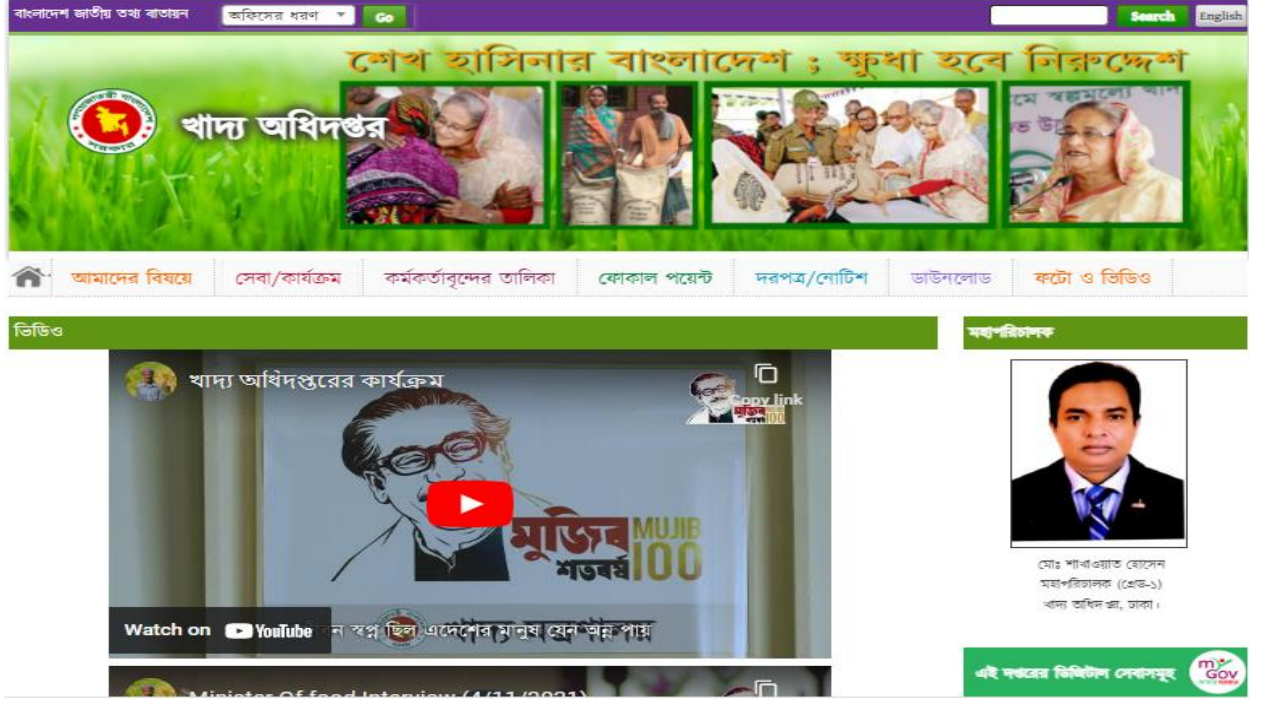 বাংলাদেশ জাতীয় তথ্য বাতায়ন
অফিসের ধরণ
Go
Search
English
শেখ হাসিনার বাংলাদেশ ; ক্ষুধা হবে নিরুদ্দেশ
খাদ্য অধিদপ্তর
আমাদের বিষয়ে
সেবা/কার্যক্রম
কর্মকর্তাবৃন্দের তালিকা
ফোকাল পয়েন্ট
দরপত্র/নোটিশ
ডাউনলোড
ফটো ও ভিডিও
ভিডিও
খাদ্য অধিদপ্তরের কার্যক্রম
Copy link
মুজিব
শতবর্ষ
MUJIB
100
Watch on YouTube
স্বপ্ন ছিল এদেশের মানুষ যেন অন্ন পায়
খাদ্য মন্ত্রণালয়
Minister Of food Interview (4/11/2021)
মহাপরিচালক
মোঃ শাখাওয়াত হোসেন
মহাপরিচালক (গ্রেড-১)
খাদ্য অধিদপ্তর, ঢাকা।
এই দপ্তরের ডিজিটাল সেবাসমূহ
myGov